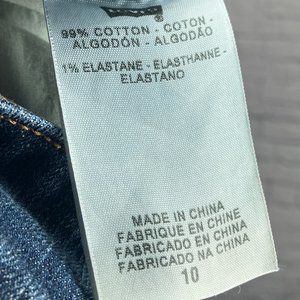 99% COTTON - COTON -
ALGODÓN - ALGODÃO
1% ELASTANE - ELASTHANNE -
ELASTANO
MADE IN CHINA
FABRIQUE EN CHINE
FABRICADO EN CHINA
FABRICADO NA CHINA
10